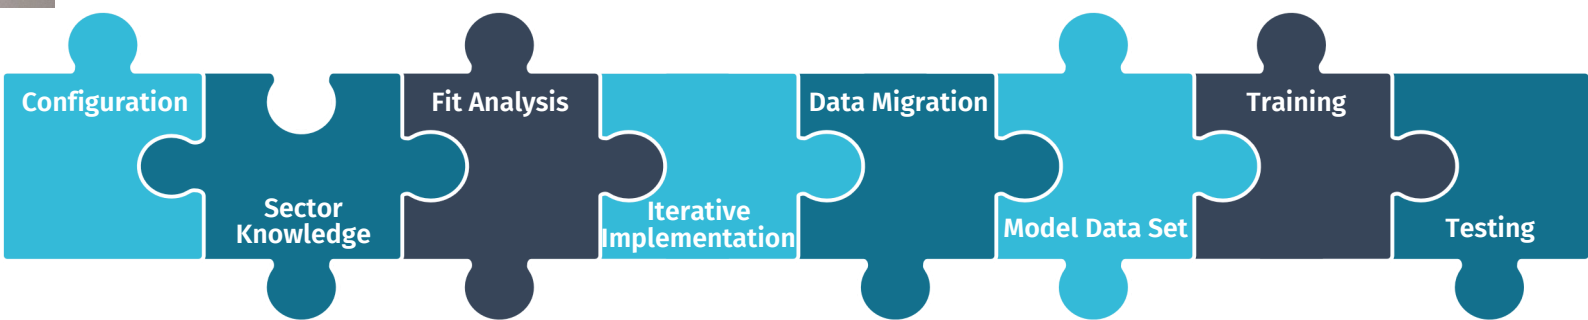 Configuration
Sector
Knowledge
Fit Analysis
Iterative
Implementation
Data Migration
Model Data Set
Training
Testing